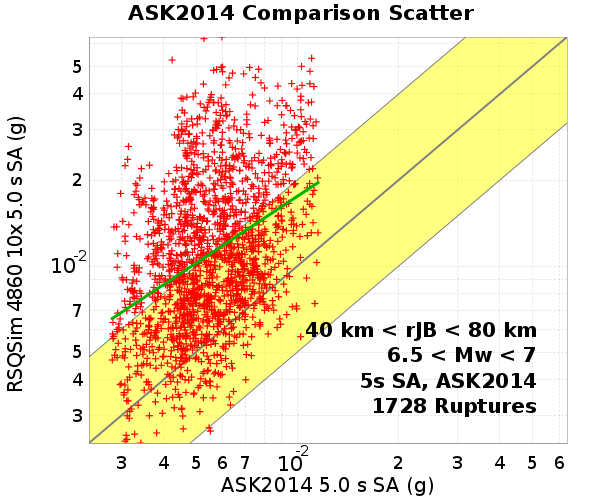 ASK2014 Comparison Scatter
RSQSim 4860 10x 5.0 s SA (g)
5
4
3
2
10-2
7
5
4
3
40 km < rJB < 80 km
6.5 < Mw < 7
5s SA, ASK2014
1728 Ruptures
3 4 5 6 7 10-2 2 3 4 5 6
ASK2014 5.0 s SA (g)